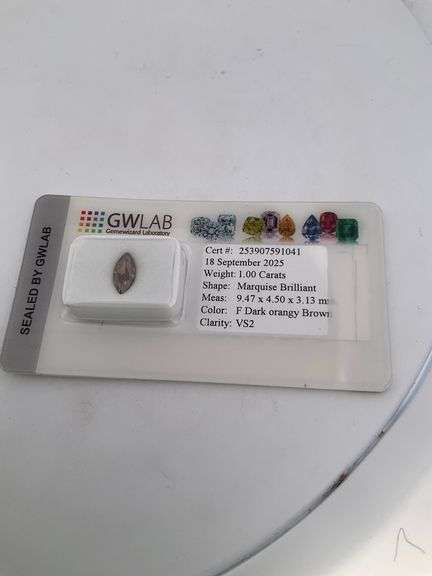 SEALED BY GWLAB
GWLAB
Gemewizard Laboratory
Cert #: 253907591041
18 September 2025
Weight: 1.00 Carats
Shape: Marquise Brilliant
Meas: 9.47 x 4.50 x 3.13 m
Color: F Dark orangy Brown
Clarity: VS2